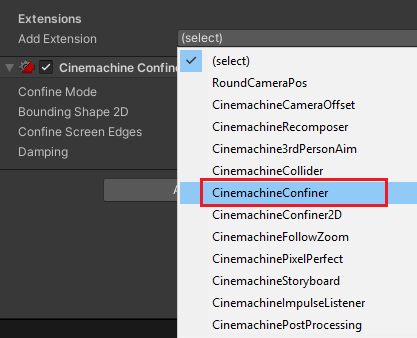 Extensions
Add Extension
(select)
(select)
RoundCameraPos
CinemachineCameraOffset
CinemachineRecomposer
Cinemachine3rdPersonAim
CinemachineCollider
CinemachineConfiner
CinemachineConfiner2D
CinemachineFollowZoom
CinemachinePixelPerfect
CinemachineStoryboard
CinemachineImpulseListener
CinemachinePostProcessing
Cinemachine Confine
Confine Mode
Bounding Shape 2D
Confine Screen Edges
Damping
A